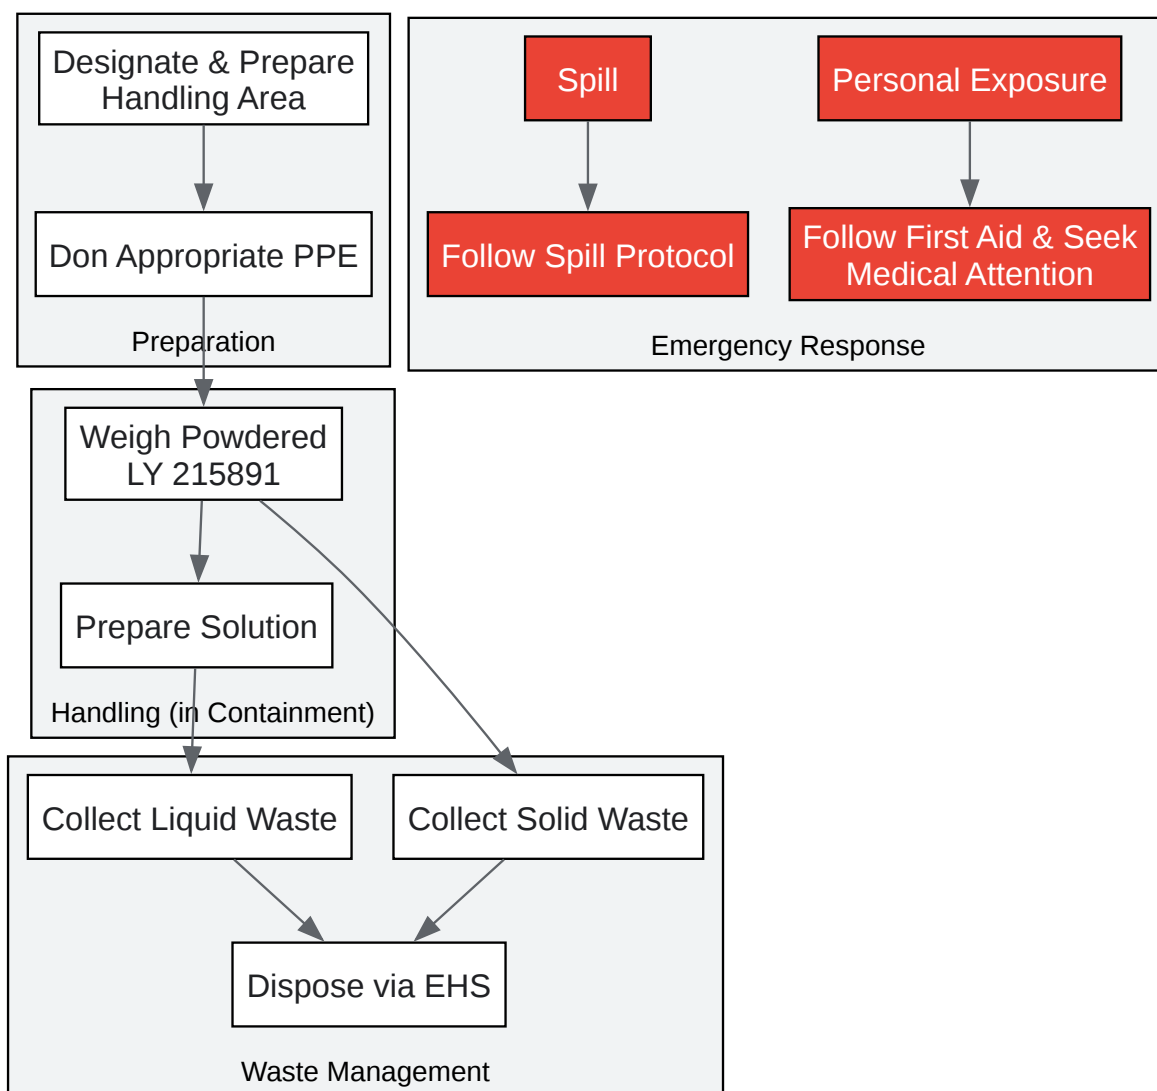 Designate & Prepare
Handling Area
Don Appropriate PPE
Preparation
Spill
Personal Exposure
Follow Spill Protocol
Follow First Aid & Seek
Medical Attention
Emergency Response
Weigh Powdered
LY 215891
Prepare Solution
Handling (in Containment)
Collect Liquid Waste
Collect Solid Waste
Dispose via EHS
Waste Management